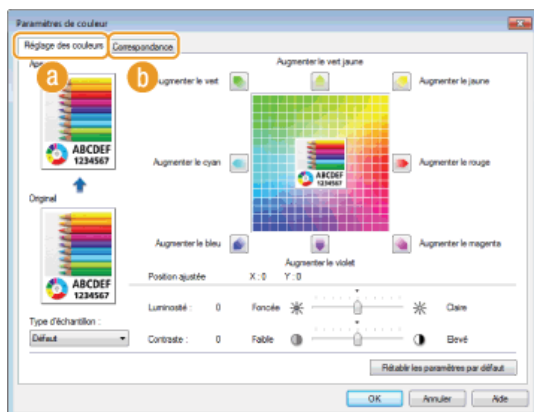 Paramètres de couleur
Réglage des couleurs
Correspondance
a
b
Augmenter le vert jaune
Augmenter le vert
Augmenter le jaune
ABCDEF
1234567
Augmenter le cyan
ABCDEF
1234567
Augmenter le rouge
Original
Augmenter le bleu
Augmenter le magenta
Augmenter le violet
ABCDEF
1234567
Position ajustée X : 0 Y : 0
Luminosité : 0 Foncée Claire
Type d'échantillon :
Défaut
Contraste : 0 Faible Elevé
Rétablir les paramètres par défaut
OK Annuler Aide